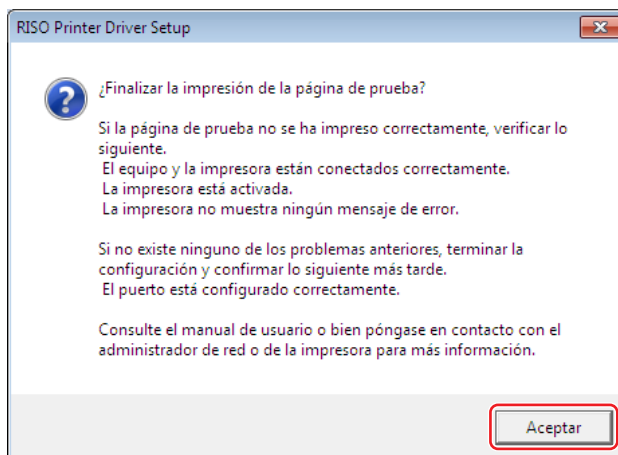 RISO Printer Driver Setup
¿Finalizar la impresión de la página de prueba?
Si la página de prueba no se ha impreso correctamente, verificar lo
siguiente.
El equipo y la impresora están conectados correctamente.
La impresora está activada.
La impresora no muestra ningún mensaje de error.
Si no existe ninguno de los problemas anteriores, terminar la
configuración y confirmar lo siguiente más tarde.
El puerto está configurado correctamente.
Consulte el manual de usuario o bien póngase en contacto con el
administrador de red o de la impresora para más información.
Aceptar